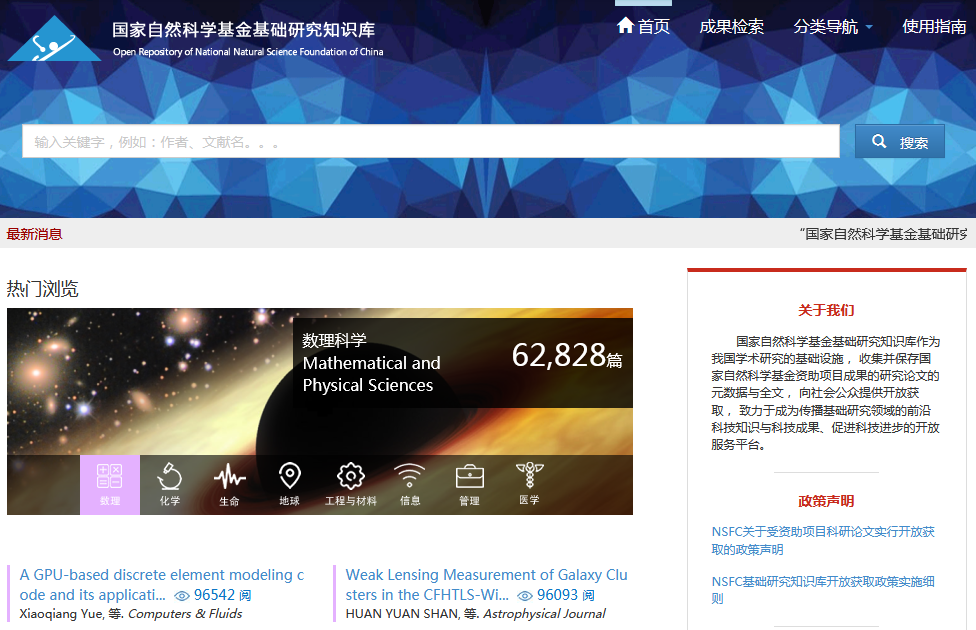 国家自然科学基金基础研究知识库
Open Repository of National Natural Science Foundation of China
首页 成果检索 分类导航 使用指南
输入关键字，例如：作者、文献名。。。
搜索
最新消息
“国家自然科学基金基础研究
热门浏览
数理科学
Mathematical and
Physical Sciences
62,828篇
数理 化学 生命 地球 工程与材料 信息 管理 医学
A GPU-based discrete element modeling c
ode and its applicati... 96542 阅
Xiaoqiang Yue, 等. Computers & Fluids
Weak Lensing Measurement of Galaxy Clu
sters in the CFHTLS-Wi... 96093 阅
HUAN YUAN SHAN, 等. Astrophysical Journal
关于我们
国家自然科学基金基础研究知识库作为
我国学术研究的基础设施， 收集并保存国
家自然科学基金资助项目成果的研究论文的
元数据与全文， 向社会公众提供开放获
取， 致力于成为传播基础研究领域的前沿
科技知识与科技成果、促进科技进步的开放
服务平台。
政策声明
NSFC关于受资助项目科研论文实行开放获
取的政策声明
NSFC基础研究知识库开放获取政策实施细
则